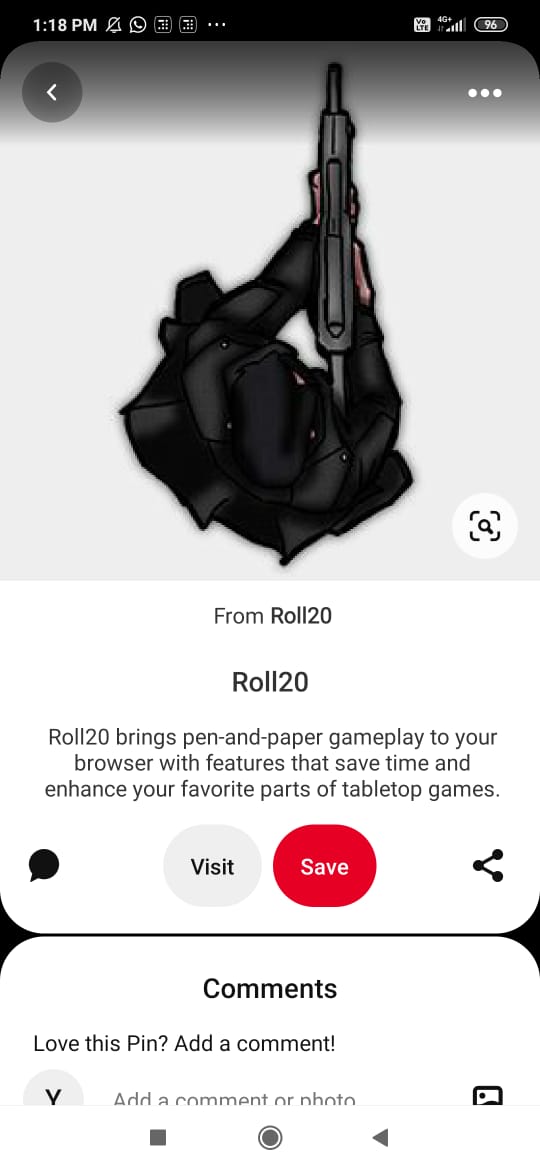 1:18 PM
Vo LTE 4G+ 96
From Roll20
Roll20
Roll20 brings pen-and-paper gameplay to your
browser with features that save time and
enhance your favorite parts of tabletop games.
Visit Save
Comments
Love this Pin? Add a comment!
Y Add a comment or photo